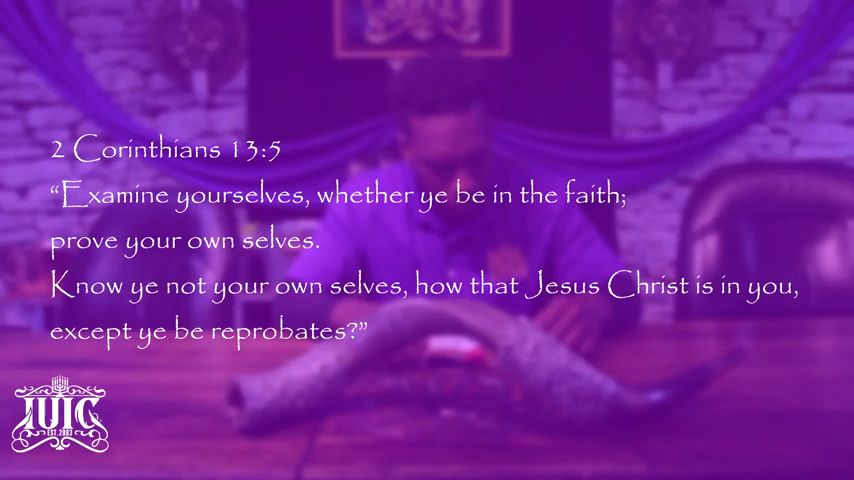 2 Corinthians 13:5
“Examine yourselves, whether ye be in the faith;
prove your own selves.
Know ye not your own selves, how that Jesus Christ is in you,
except ye be reprobates?”
IUIC
EST. 2003